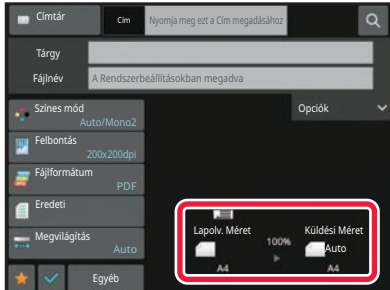 Címtár
Cím
Nyomja meg ezt a Cím megadásához
Tárgy
Fájlnév
A Rendszerbeállításokban megadva
Színes mód
Auto/Mono2
Opciók
Felbontás
200x200dpi
Fájlformátum
PDF
Eredeti
Lapolv. Méret
100%
Küldési Méret
Auto
A4
A4
Megvilágítás
Auto
Egyéb